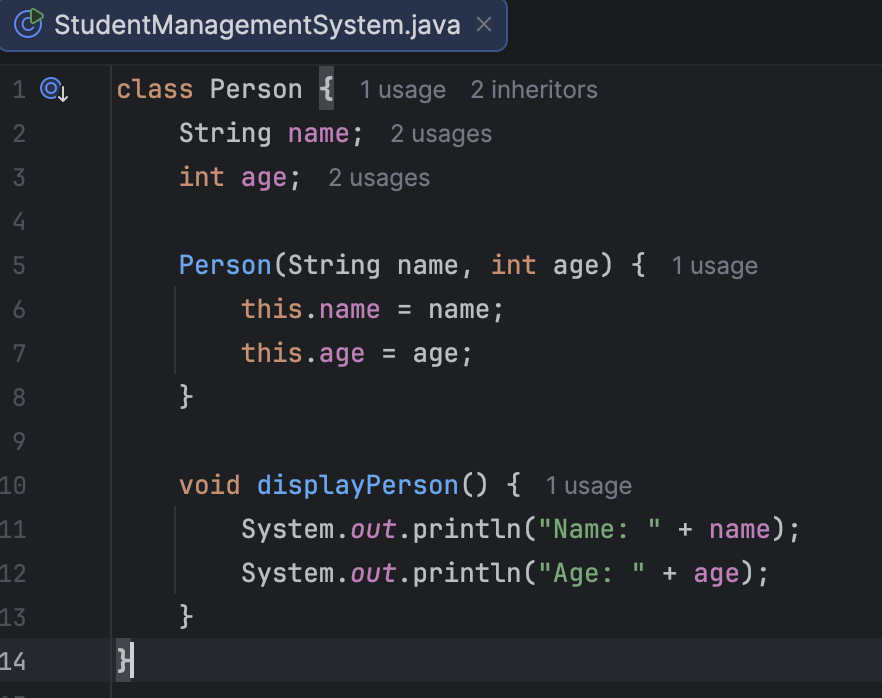 StudentManagementSystem.java
1 class Person { 1 usage 2 inheritors
2 String name; 2 usages
3 int age; 2 usages
4
5 Person(String name, int age) { 1 usage
6 this.name = name;
7 this.age = age;
8 }
9
10 void displayPerson() { 1 usage
11 System.out.println("Name: " + name);
12 System.out.println("Age: " + age);
13 }
14 }